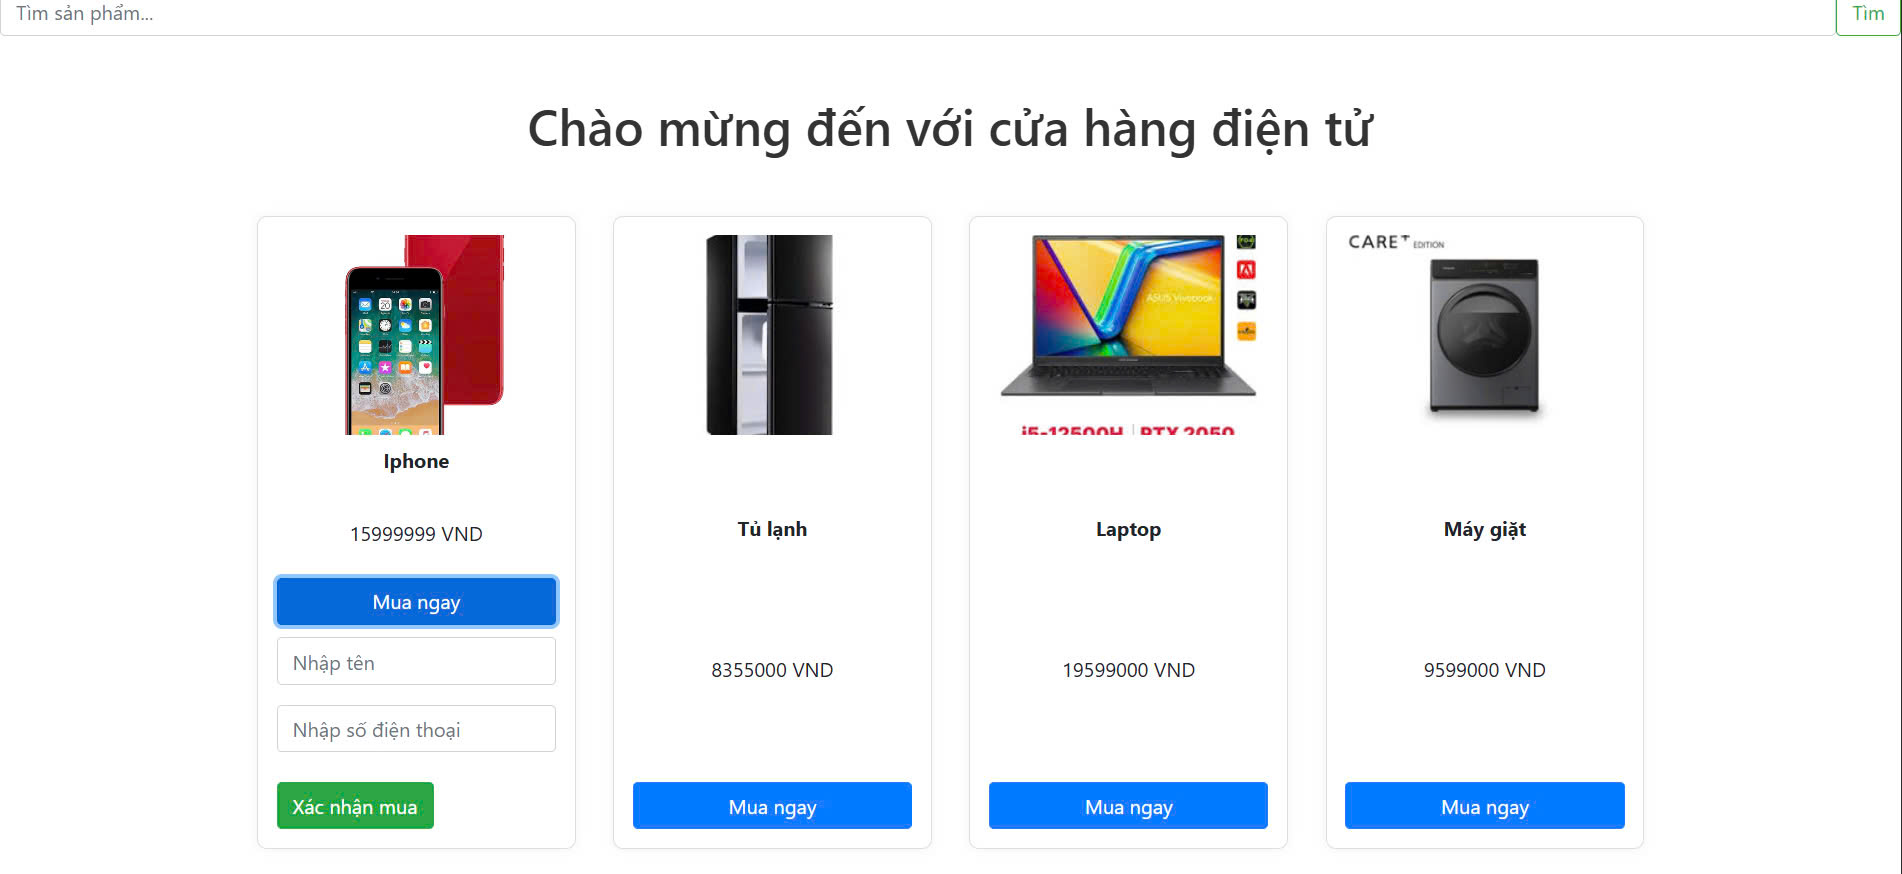 Tìm sản phẩm...
Tìm
Chào mừng đến với cửa hàng điện tử
Iphone
15999999 VND
Mua ngay
Nhập tên
Nhập số điện thoại
Xác nhận mua
Tủ lạnh
8355000 VND
Mua ngay
ASUS Vivobook
i5-12500H | RTX 2050
Laptop
19599000 VND
Mua ngay
CARE+ EDITION
Máy giặt
9599000 VND
Mua ngay